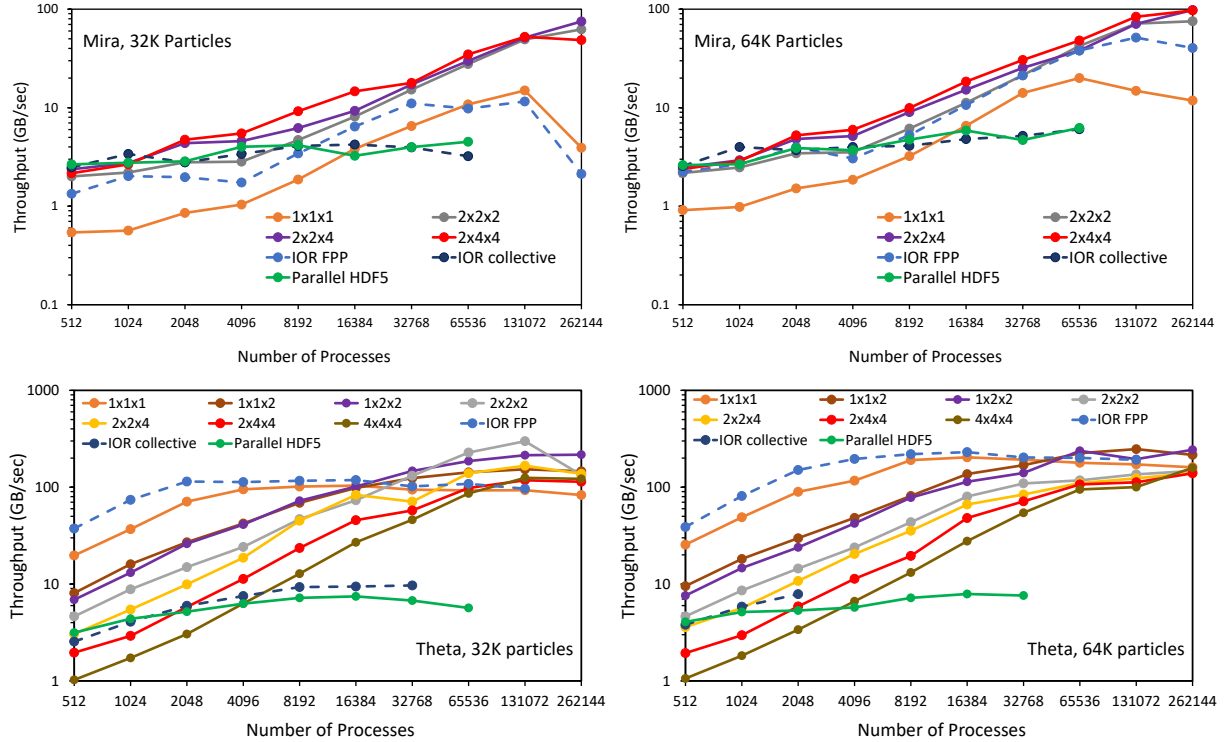 100
10
1
0.1
Throughput (GB/sec)
Mira, 32K Particles
1x1x1 2x2x2
2x2x4 2x4x4
IOR FPP IOR collective
Parallel HDF5
512 1024 2048 4096 8192 16384 32768 65536 131072 262144
Number of Processes
100
10
1
0.1
Throughput (GB/sec)
Mira, 64K Particles
1x1x1 2x2x2
2x2x4 2x4x4
IOR FPP IOR collective
Parallel HDF5
512 1024 2048 4096 8192 16384 32768 65536 131072 262144
Number of Processes
1000
100
10
1
Throughput (GB/sec)
1x1x1 1x1x2 1x2x2 2x2x2
2x2x4 2x4x4 4x4x4 IOR FPP
IOR collective Parallel HDF5
Theta, 32K particles
512 1024 2048 4096 8192 16384 32768 65536 131072 262144
Number of Processes
1000
100
10
1
Throughput (GB/sec)
1x1x1 1x1x2 1x2x2 2x2x2
2x2x4 2x4x4 4x4x4 IOR FPP
IOR collective Parallel HDF5
Theta, 64K particles
512 1024 2048 4096 8192 16384 32768 65536 131072 262144
Number of Processes